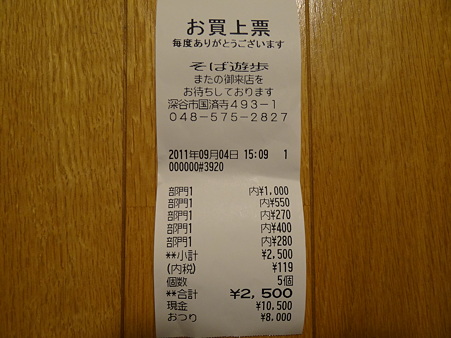 お買上票
毎度ありがとうございます
そば遊歩
またの御来店を
お待ちしております
深谷市国済寺493-1
048-575-2827
2011年09月04日 15:09 1
000000#3920
部門1 内¥1,000
部門1 内¥550
部門1 内¥270
部門1 内¥400
部門1 内¥280
**小計 ¥2,500
(内税) ¥119
個数 5個
**合計 ¥2,500
現金 ¥10,500
おつり ¥8,000